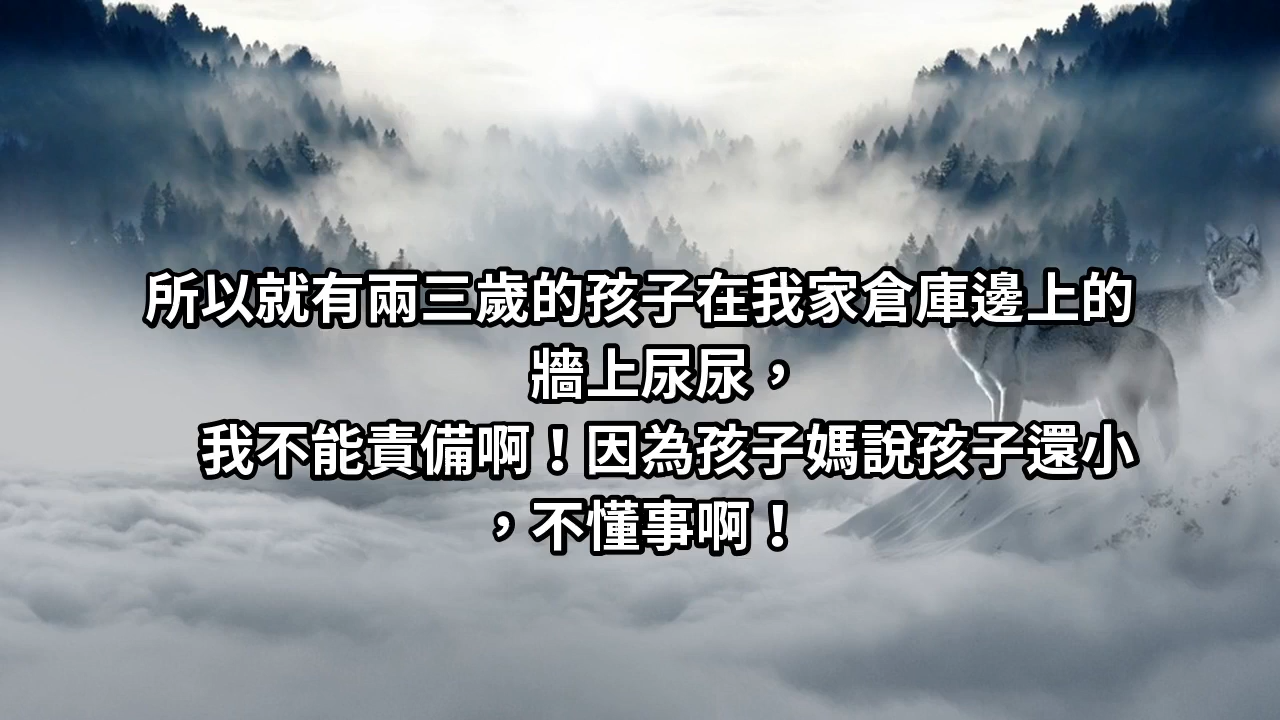 所以就有兩三歲的孩子在我家倉庫邊上的
牆上尿尿，
我不能責備啊！因為孩子媽說孩子還小
，不懂事啊！